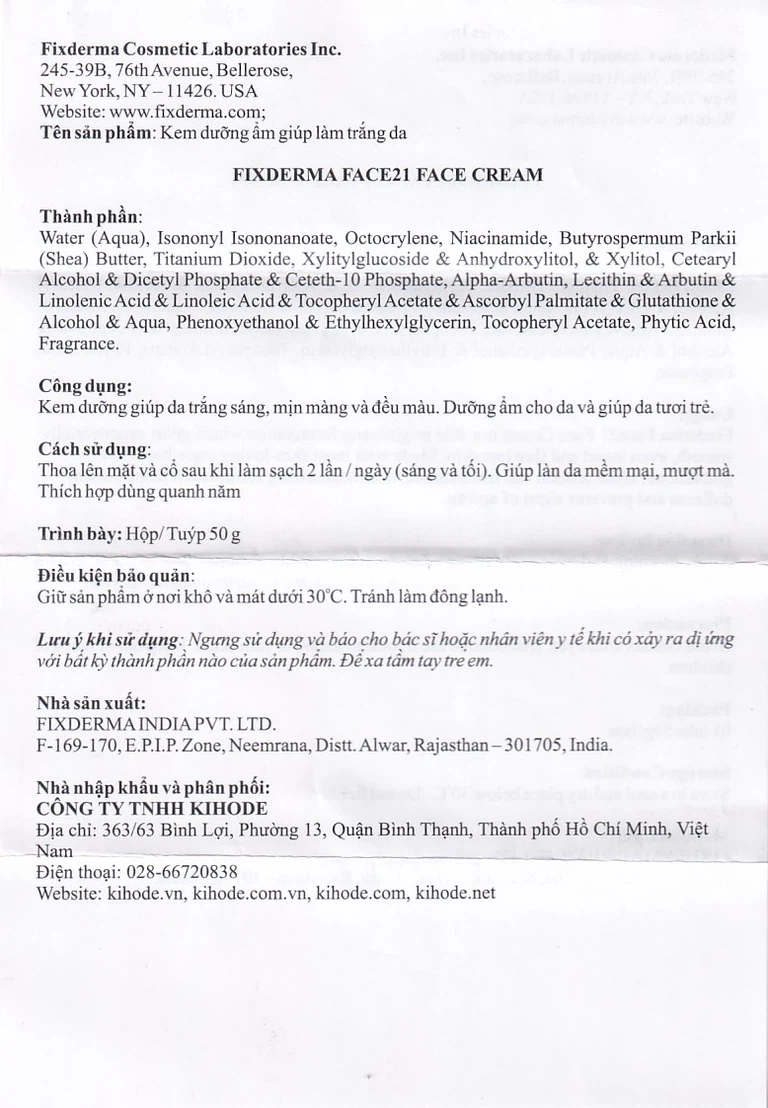 Fixderma Cosmetic Laboratories Inc.
245-39B, 76th Avenue, Bellerose,
New York, NY – 11426. USA
Website: www.fixderma.com;
Tên sản phẩm: Kem dưỡng ẩm giúp làm trắng da
FIXDERMA FACE21 FACE CREAM
Thành phần:
Water (Aqua), Isononyl Isononanoate, Octocrylene, Niacinamide, Butyrospermum Parkii
(Shea) Butter, Titanium Dioxide, Xylitylglucoside & Anhydroxylitol, & Xylitol, Cetearyl
Alcohol & Dicetyl Phosphate & Ceteth-10 Phosphate, Alpha-Arbutin, Lecithin & Arbutin &
Linolenic Acid & Linoleic Acid & Tocopheryl Acetate & Ascorbyl Palmitate & Glutathione &
Alcohol & Aqua, Phenoxyethanol & Ethylhexylglycerin, Tocopheryl Acetate, Phytic Acid,
Fragrance.
Công dụng:
Kem dưỡng giúp da trắng sáng, mịn màng và đều màu. Dưỡng ẩm cho da và giúp da tươi trẻ.
Cách sử dụng:
Thoa lên mặt và cổ sau khi làm sạch 2 lần / ngày (sáng và tối). Giúp làn da mềm mại, mượt mà.
Thích hợp dùng quanh năm
Trình bày: Hộp/ Tuýp 50 g
Điều kiện bảo quản:
Giữ sản phẩm ở nơi khô và mát dưới 30°C. Tránh làm đông lạnh.
Lưu ý khi sử dụng: Ngưng sử dụng và báo cho bác sĩ hoặc nhân viên y tế khi có xảy ra dị ứng
với bất kỳ thành phần nào của sản phẩm. Để xa tầm tay tre em.
Nhà sản xuất:
FIXDERMA INDIA PVT. LTD.
F-169-170, E.P.I.P. Zone, Neemrana, Distt. Alwar, Rajasthan – 301705, India.
Nhà nhập khẩu và phân phối:
CÔNG TY TNHH KIHODE
Địa chỉ: 363/63 Bình Lợi, Phường 13, Quận Bình Thạnh, Thành phố Hồ Chí Minh, Việt
Nam
Điện thoại: 028-66720838
Website: kihode.vn, kihode.com.vn, kihode.com, kihode.net